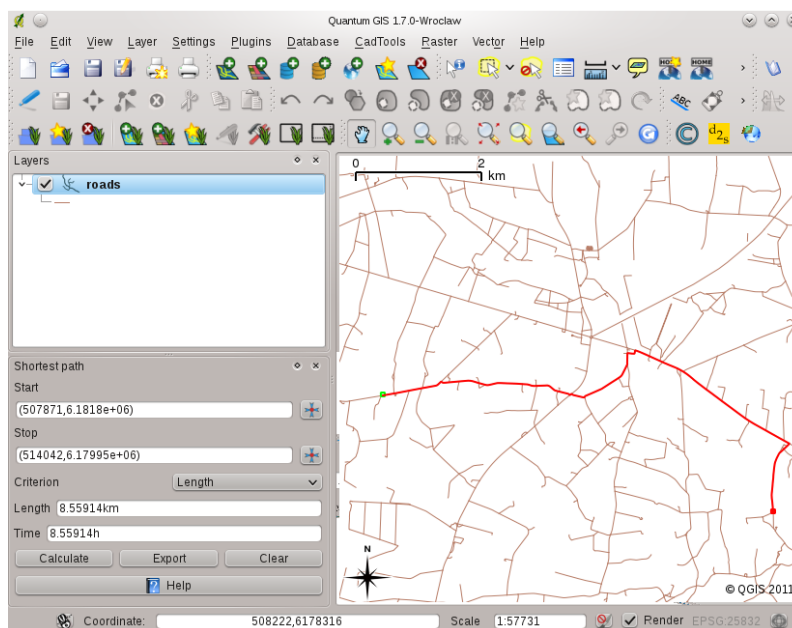 Quantum GIS 1.7.0-Wroclaw
File Edit View Layer Settings Plugins Database CadTools Raster Vector Help
HOME
ABC
C
d2s
Layers
roads
Shortest path
Start
(507871,6.1818e+06)
Stop
(514042,6.17995e+06)
Criterion Length
Length 8.55914km
Time 8.55914h
Calculate Export Clear
Help
0 2
km
N
© QGIS 2011
Coordinate: 508222,6178316 Scale 1:57731 Render EPSG:25832